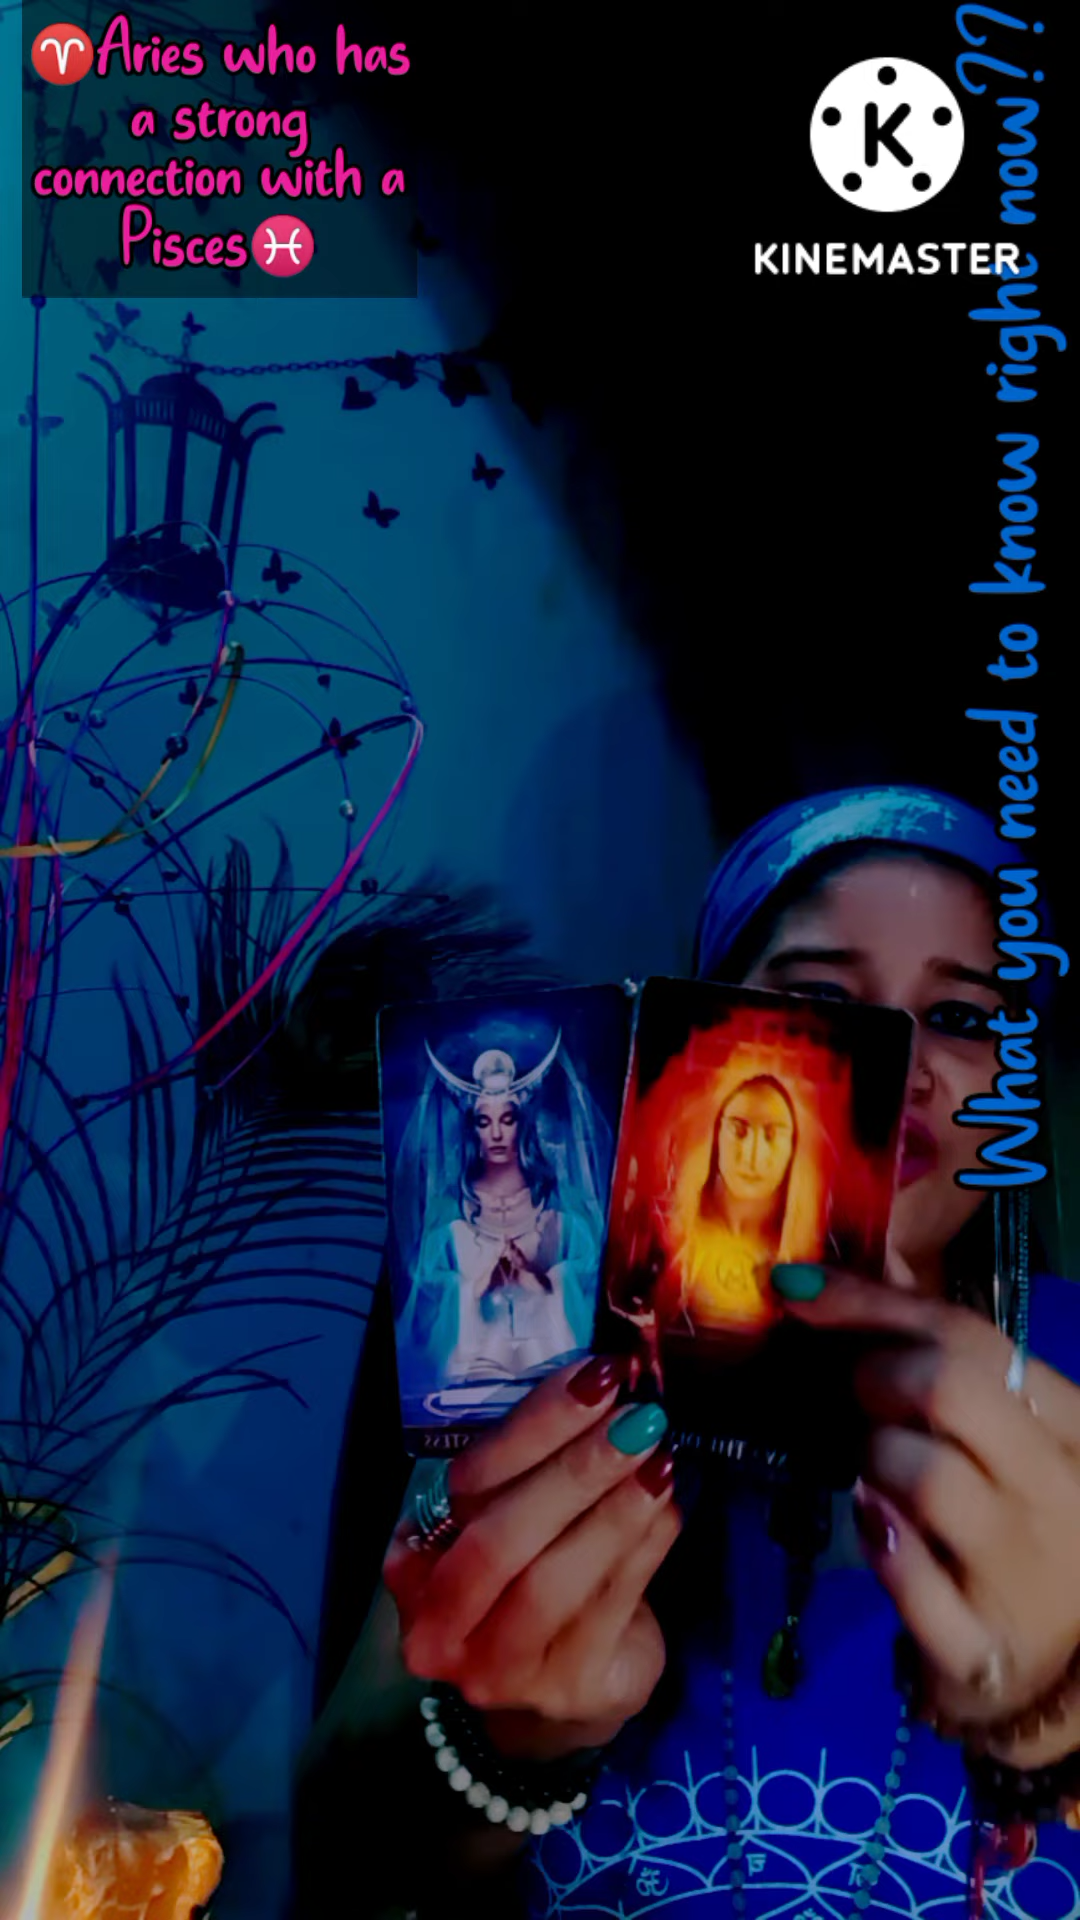 ♈Aries who has
a strong
connection with a
Pisces♓
K
KINEMASTER
What you need to know right now??